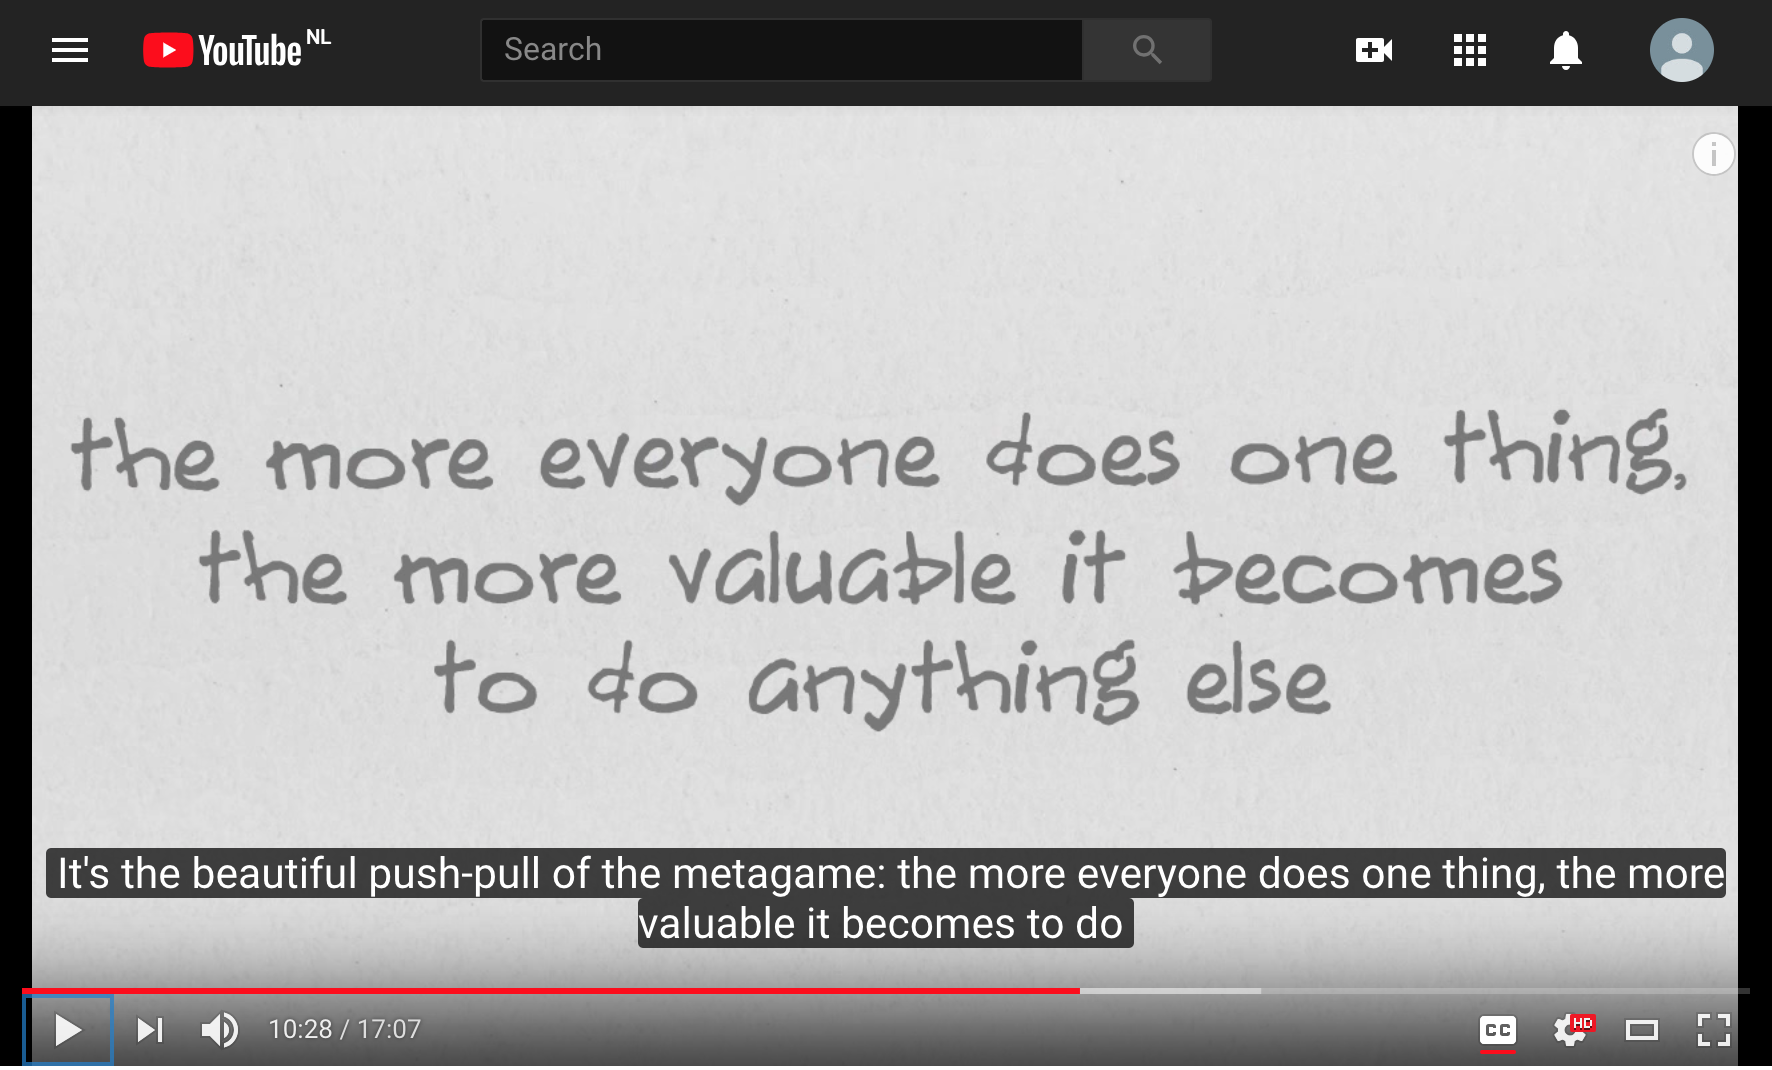 YouTube NL
Search
i
the more everyone does one thing,
the more valuable it becomes
to do anything else
It's the beautiful push-pull of the metagame: the more everyone does one thing, the more
valuable it becomes to do
10:28 / 17:07
CC
HD